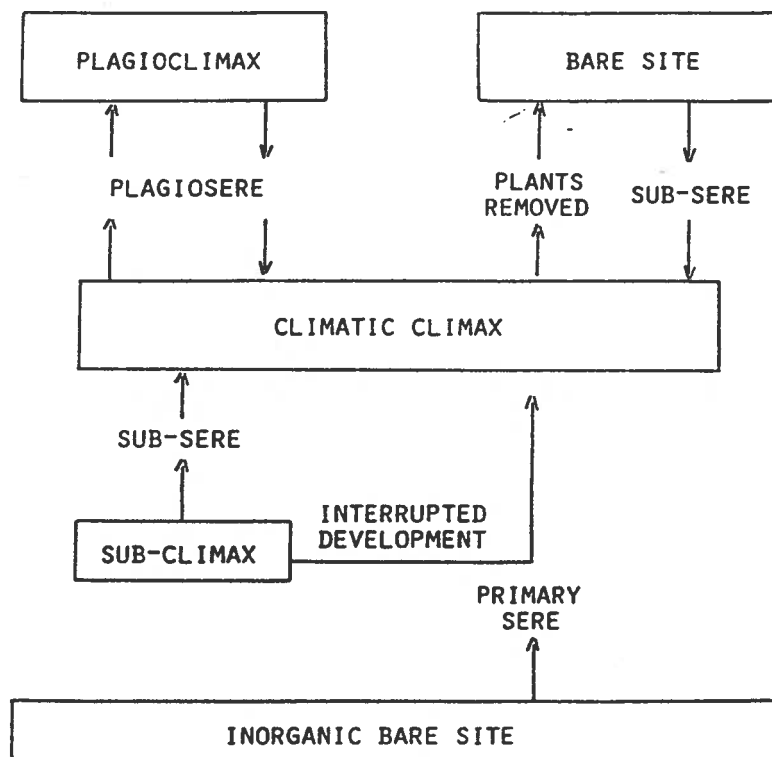 PLAGIOCLIMAX
BARE SITE
PLAGIOSERE
PLANTS
REMOVED
SUB-SERE
CLIMATIC CLIMAX
SUB-SERE
INTERRUPTED
DEVELOPMENT
SUB-CLIMAX
PRIMARY
SERE
INORGANIC BARE SITE